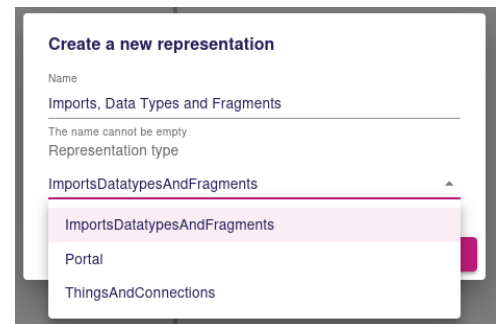 Create a new representation
Name
Imports, Data Types and Fragments
The name cannot be empty
Representation type
ImportsDatatypesAndFragments
ImportsDatatypesAndFragments
Portal
ThingsAndConnections